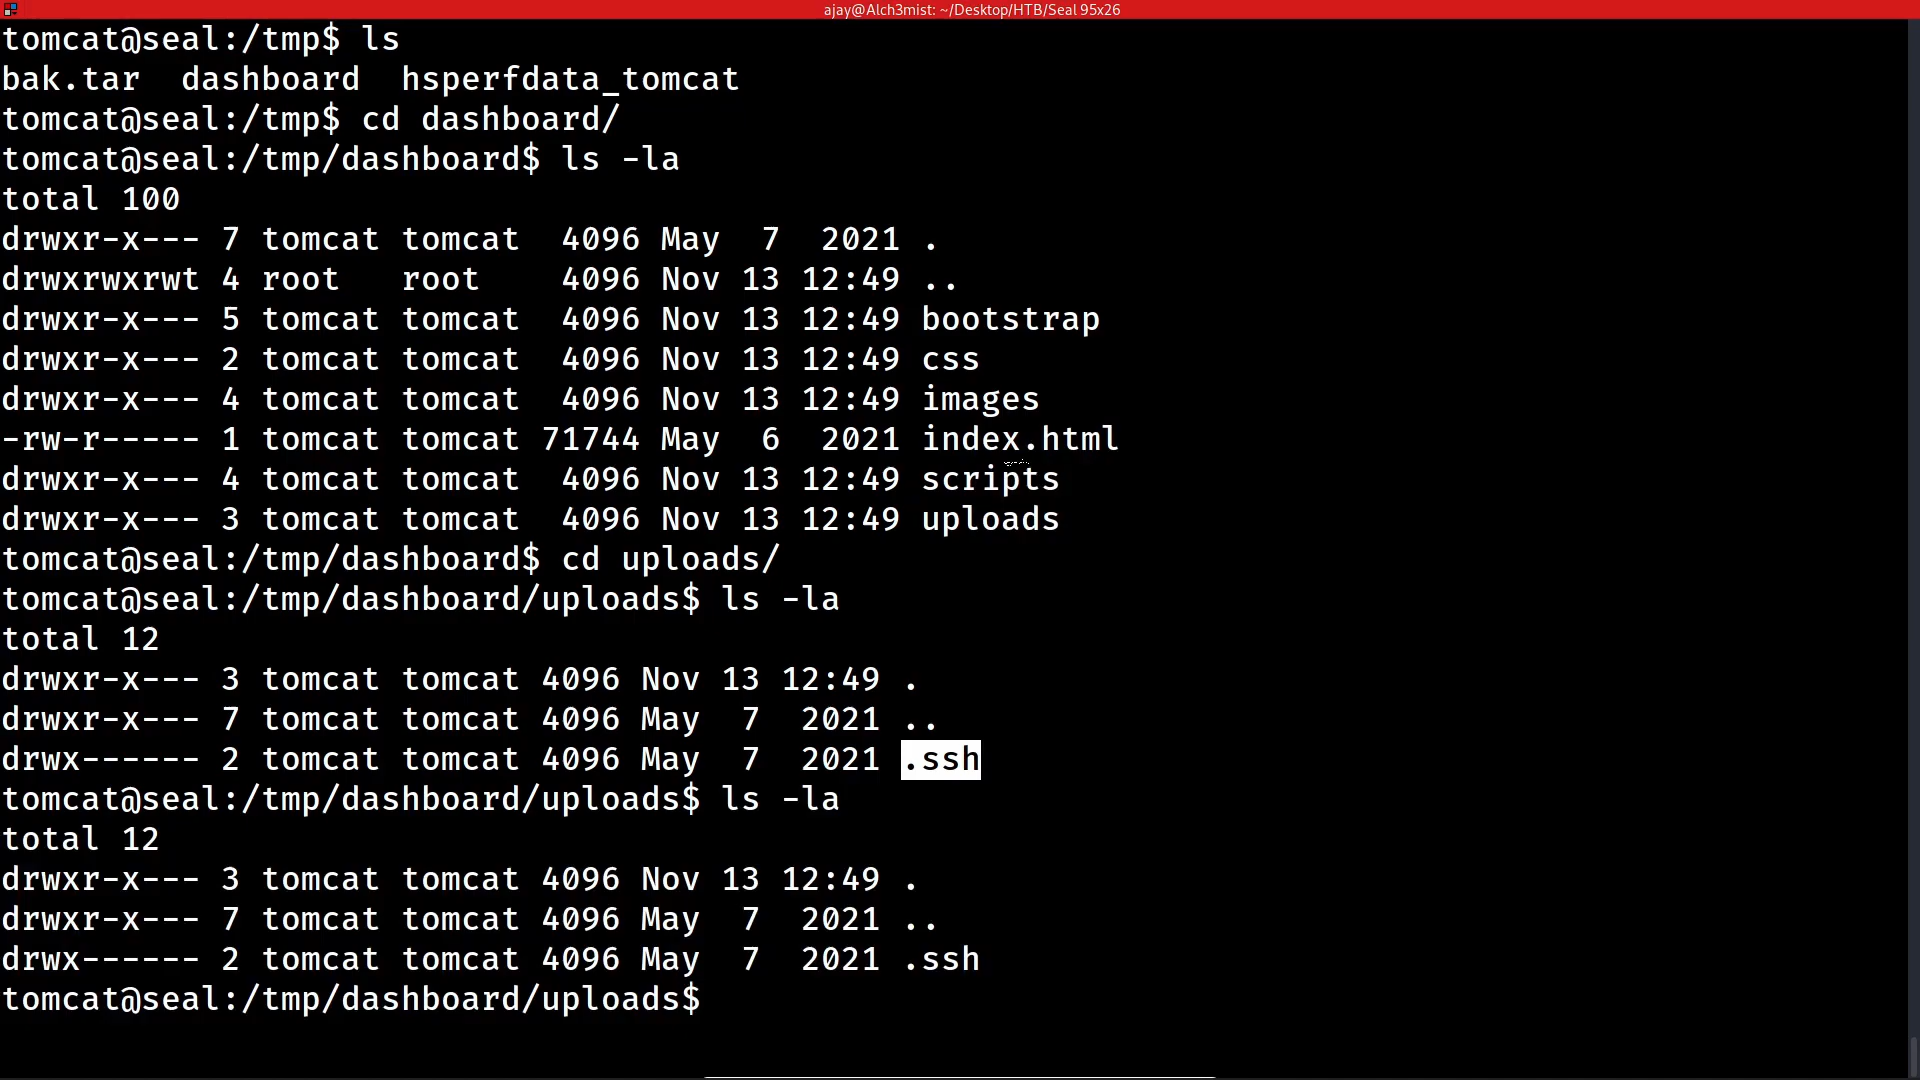 ajay@Alch3mist: ~/Desktop/HTB/Seal 95x26
tomcat@seal:/tmp$ ls
bak.tar  dashboard  hsperfdata_tomcat
tomcat@seal:/tmp$ cd dashboard/
tomcat@seal:/tmp/dashboard$ ls -la
total 100
drwxr-x--- 7 tomcat tomcat  4096 May  7  2021 .
drwxrwxrwt 4 root   root    4096 Nov 13 12:49 ..
drwxr-x--- 5 tomcat tomcat  4096 Nov 13 12:49 bootstrap
drwxr-x--- 2 tomcat tomcat  4096 Nov 13 12:49 css
drwxr-x--- 4 tomcat tomcat  4096 Nov 13 12:49 images
-rw-r----- 1 tomcat tomcat 71744 May  6  2021 index.html
drwxr-x--- 4 tomcat tomcat  4096 Nov 13 12:49 scripts
drwxr-x--- 3 tomcat tomcat  4096 Nov 13 12:49 uploads
tomcat@seal:/tmp/dashboard$ cd uploads/
tomcat@seal:/tmp/dashboard/uploads$ ls -la
total 12
drwxr-x--- 3 tomcat tomcat 4096 Nov 13 12:49 .
drwxr-x--- 7 tomcat tomcat 4096 May  7  2021 ..
drwx------ 2 tomcat tomcat 4096 May  7  2021 .ssh
tomcat@seal:/tmp/dashboard/uploads$ ls -la
total 12
drwxr-x--- 3 tomcat tomcat 4096 Nov 13 12:49 .
drwxr-x--- 7 tomcat tomcat 4096 May  7  2021 ..
drwx------ 2 tomcat tomcat 4096 May  7  2021 .ssh
tomcat@seal:/tmp/dashboard/uploads$